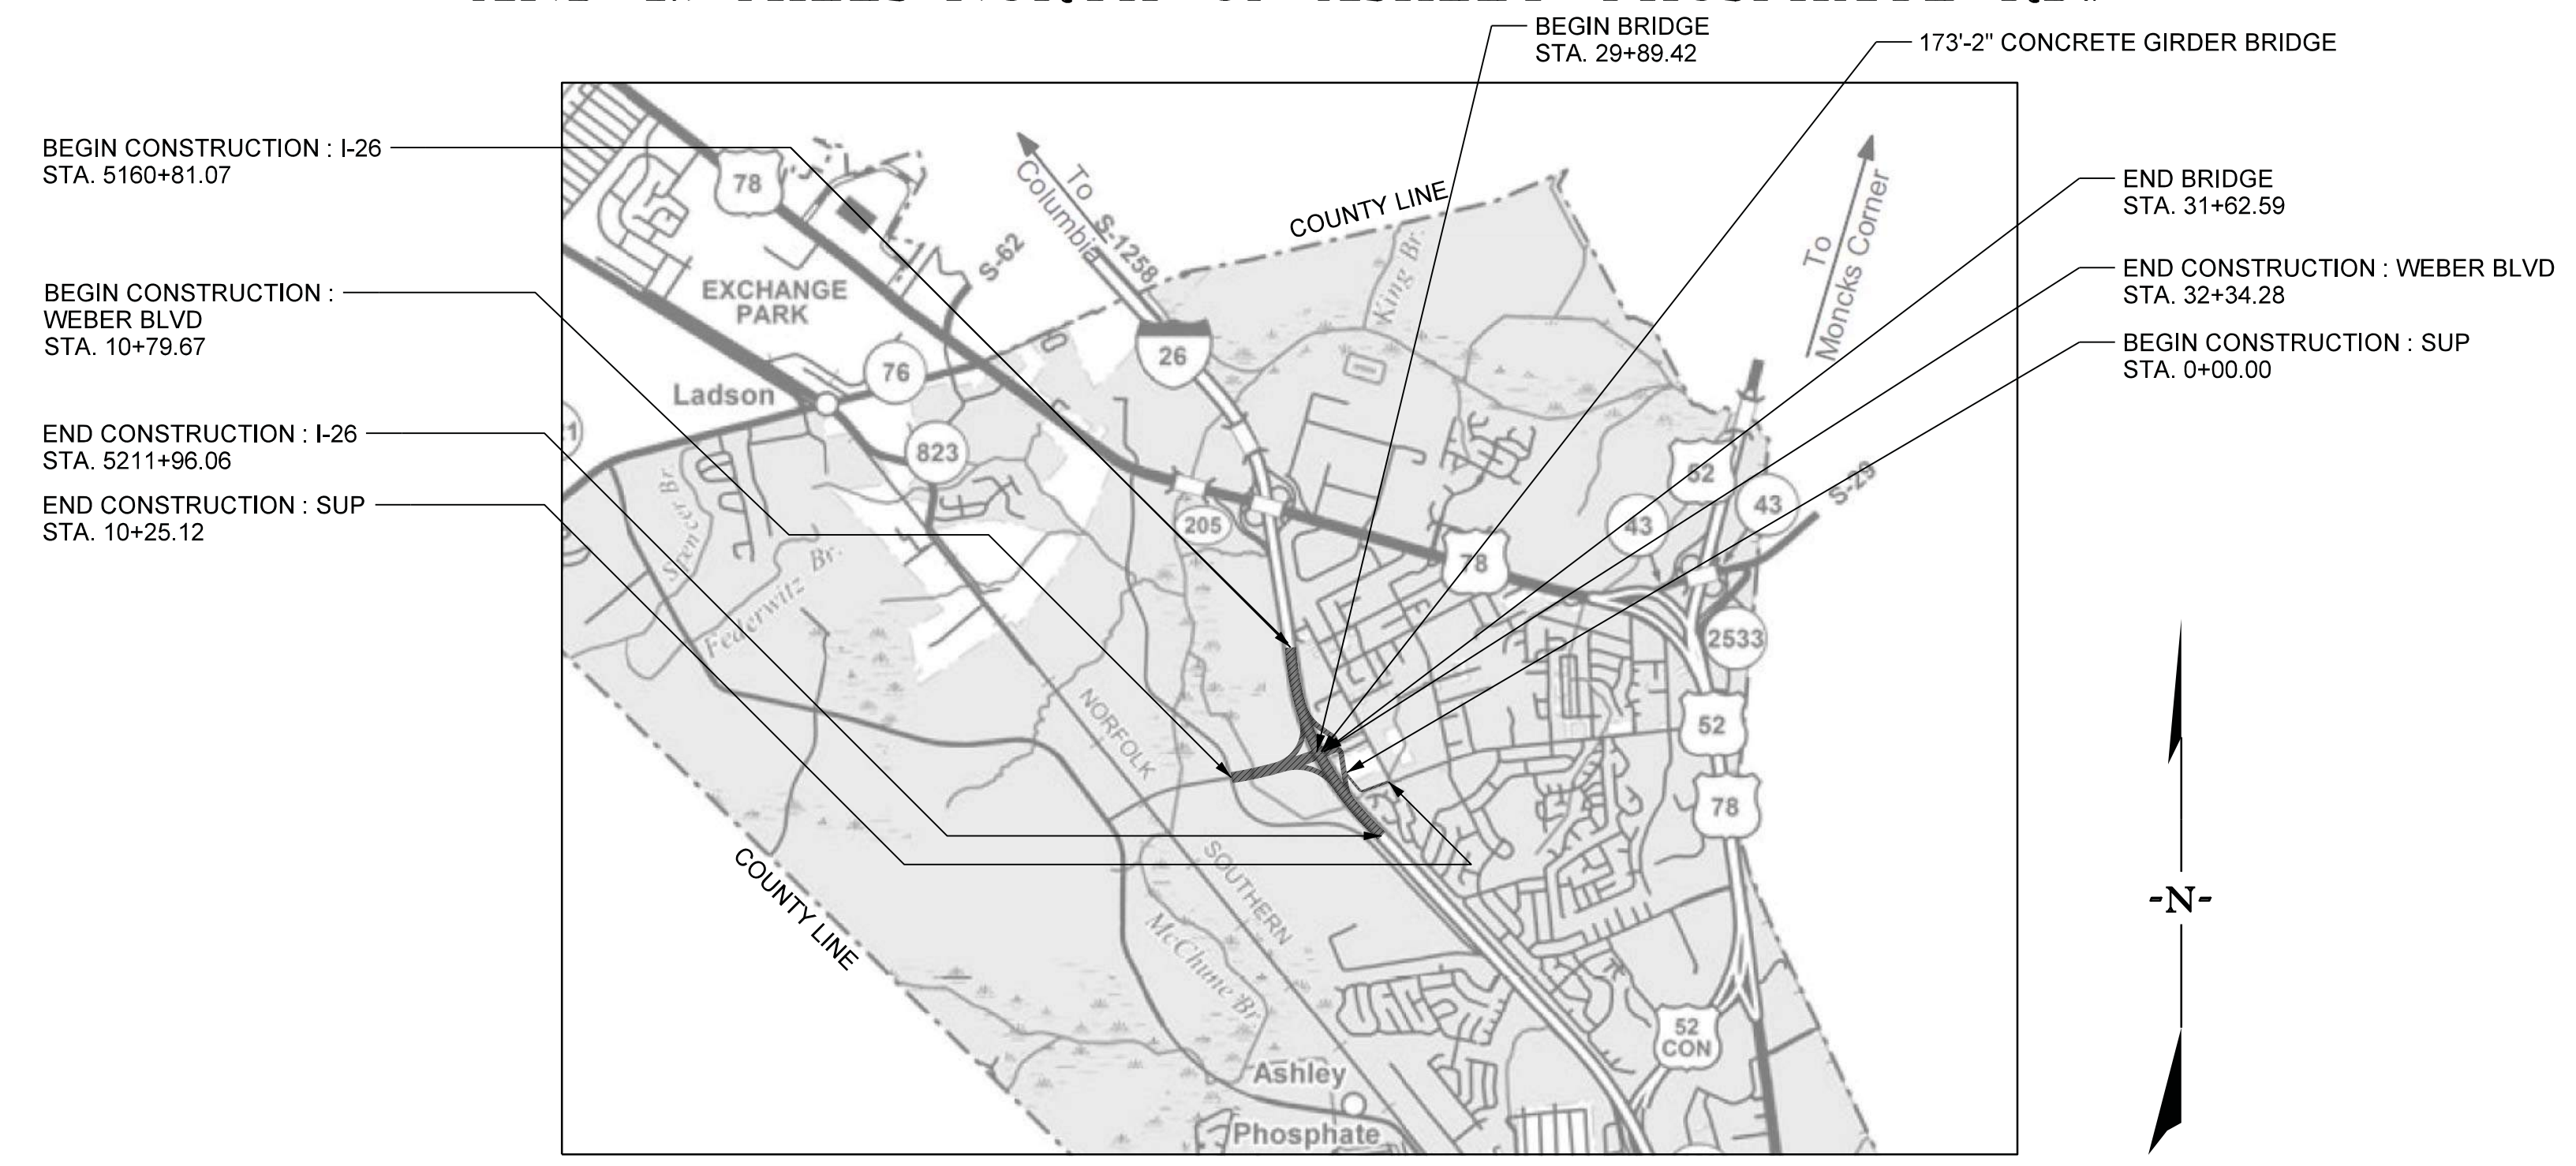 BEGIN BRIDGE
STA. 29+89.42
173'-2" CONCRETE GIRDER BRIDGE
BEGIN CONSTRUCTION : I-26
STA. 5160+81.07
BEGIN CONSTRUCTION :
WEBER BLVD
STA. 10+79.67
END CONSTRUCTION : I-26
STA. 5211+96.06
END CONSTRUCTION : SUP
STA. 10+25.12
END BRIDGE
STA. 31+62.59
END CONSTRUCTION : WEBER BLVD
STA. 32+34.28
BEGIN CONSTRUCTION : SUP
STA. 0+00.00
78
To
Columbia
S-1258
COUNTY LINE
King Br.
To
Moncks Corner
S-62
EXCHANGE
PARK
26
76
Ladson
823
Spencer Br.
Federwitz Br.
205
78
52
43
43
S-29
2533
52
78
NORFOLK
SOUTHERN
COUNTY LINE
McChune Br.
52
CON
Ashley
Phosphate
-N-